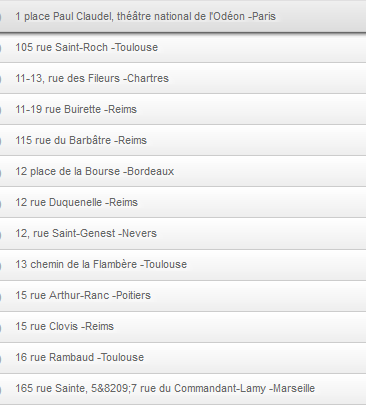 1 place Paul Claudel, théâtre national de l'Odéon -Paris
105 rue Saint-Roch -Toulouse
11-13, rue des Fileurs -Chartres
11-19 rue Buirette -Reims
115 rue du Barbâtre -Reims
12 place de la Bourse -Bordeaux
12 rue Duquenelle -Reims
12, rue Saint-Genest -Nevers
13 chemin de la Flambère -Toulouse
15 rue Arthur-Ranc -Poitiers
15 rue Clovis -Reims
16 rue Rambaud -Toulouse
165 rue Sainte, 5&8209;7 rue du Commandant-Lamy -Marseille